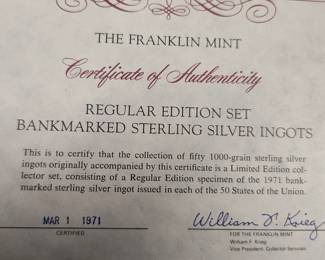 THE FRANKLIN MINT
Certificate of Authenticity
REGULAR EDITION SET
BANKMARKED STERLING SILVER INGOTS
This is to certify that the collection of fifty 1000-grain sterling silver
ingots originally accompanied by this certificate is a Limited Edition col-
lector set, consisting of a Regular Edition specimen of the 1971 bank-
marked sterling silver ingot issued in each of the 50 States of the Union.
MAR 1 1971
CERTIFIED
William F. Krieg
FOR THE FRANKLIN MINT
William F. Krieg
Vice President, Collector Services